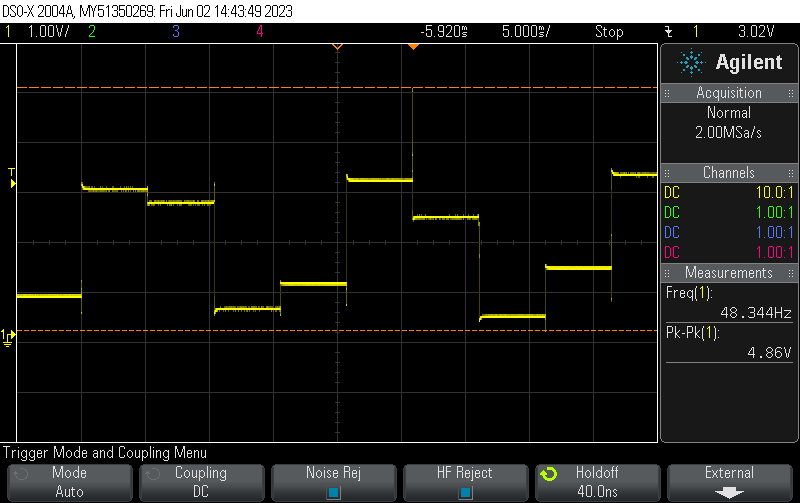 DSO-X 2004A, MY51350269: Fri Jun 02 14:43:49 2023
1 1.00V/ 2 3 4 -5.920ms 5.000ms/ Stop 1 3.02V
Agilent
Acquisition
Normal
2.00MSa/s
Channels
T
DC 10.0:1
DC 1.00:1
DC 1.00:1
DC 1.00:1
Measurements
Freq(1):
48.344Hz
Pk-Pk(1):
1
4.86V
Trigger Mode and Coupling Menu
Mode Coupling Noise Rej HF Reject Holdoff External
Auto DC 40.0ns